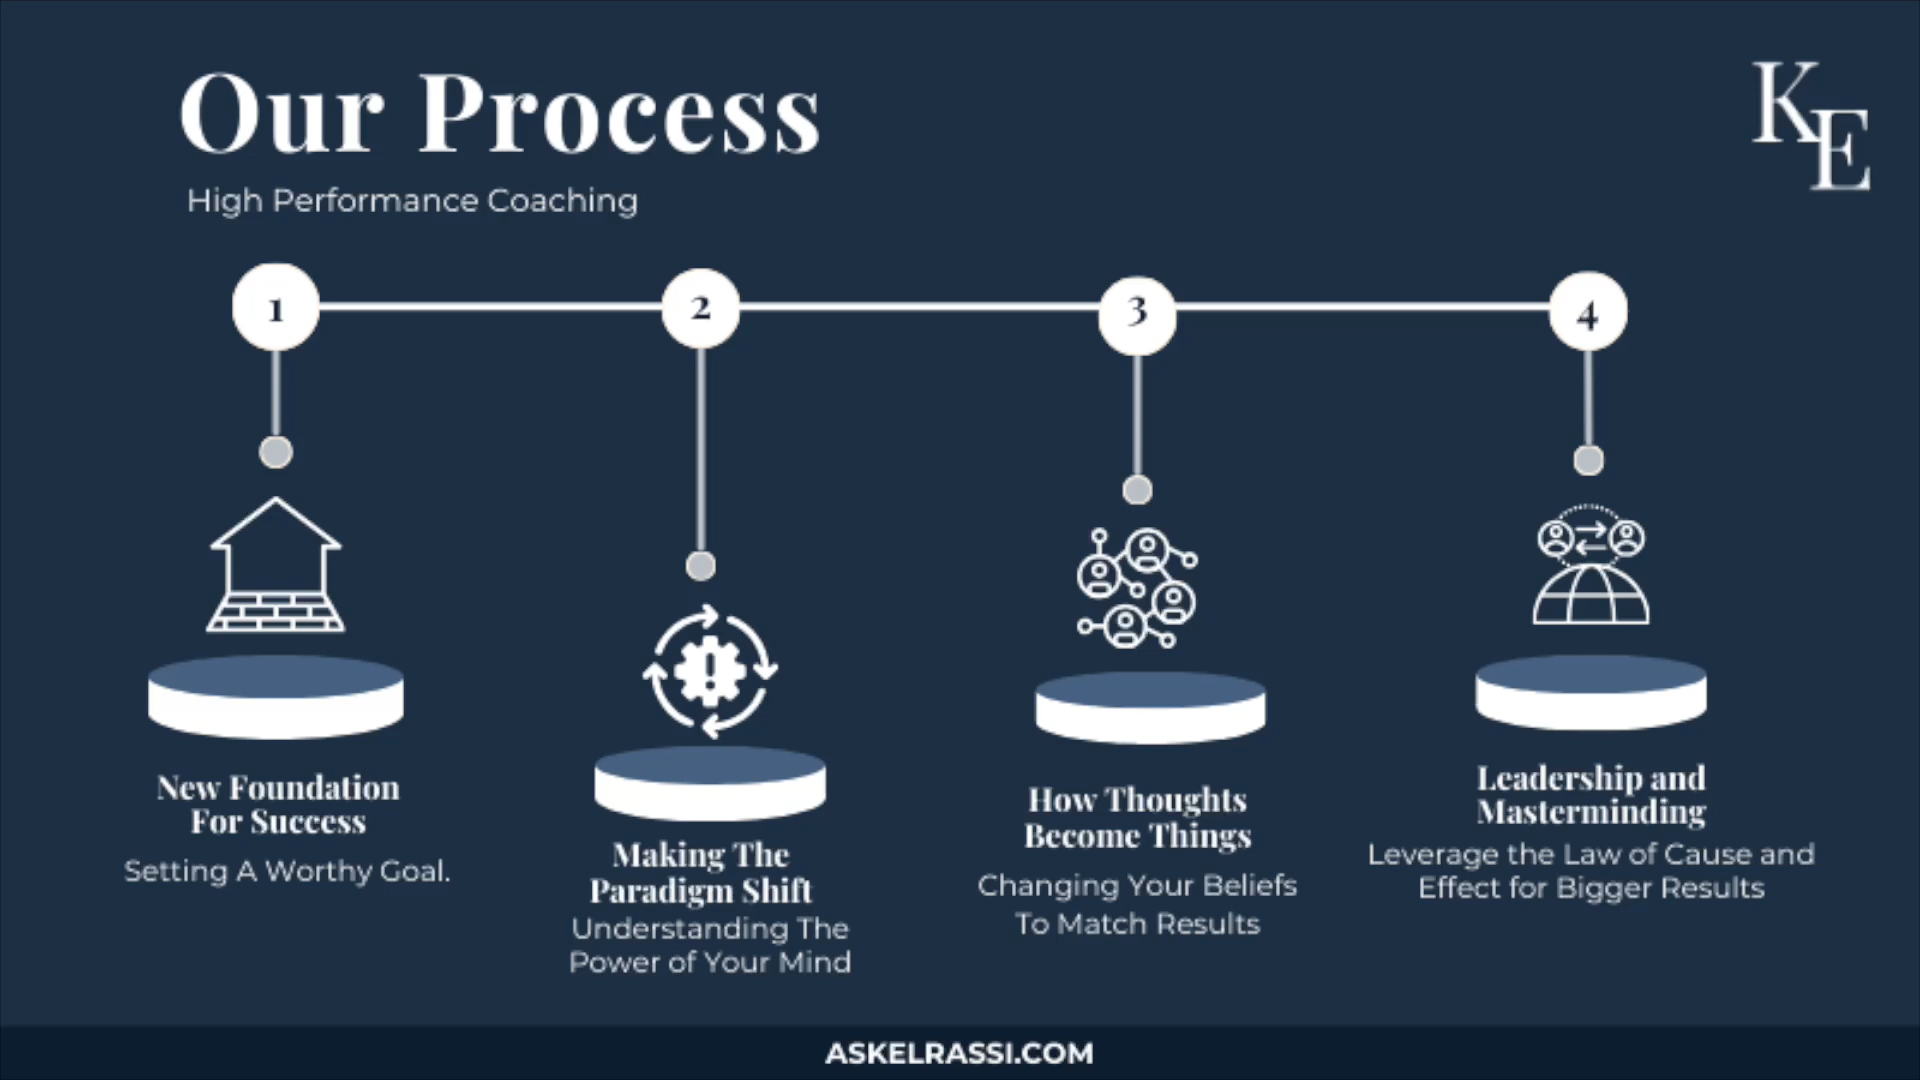 Our Process
High Performance Coaching
KE
1
2
3
4
New Foundation
For Success
Setting A Worthy Goal.
Making The
Paradigm Shift
Understanding The
Power of Your Mind
How Thoughts
Become Things
Changing Your Beliefs
To Match Results
Leadership and
Masterminding
Leverage the Law of Cause and
Effect for Bigger Results
ASKELRASSI.COM